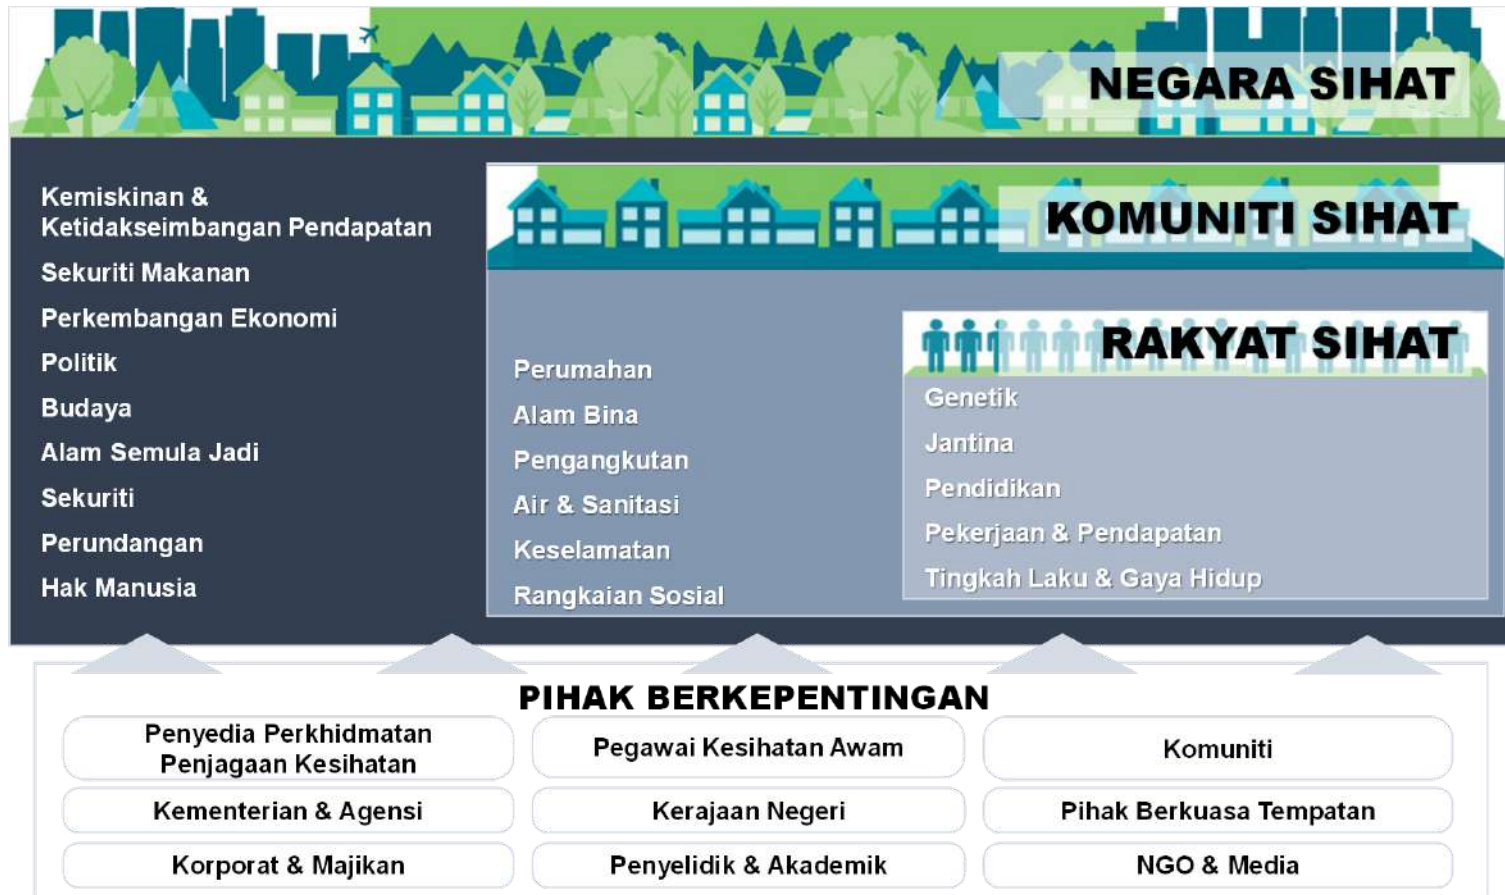 NEGARA SIHAT
Kemiskinan &
Ketidakseimbangan Pendapatan
Sekuriti Makanan
Perkembangan Ekonomi
Politik
Budaya
Alam Semula Jadi
Sekuriti
Perundangan
Hak Manusia
KOMUNITI SIHAT
Perumahan
Alam Bina
Pengangkutan
Air & Sanitasi
Keselamatan
Rangkaian Sosial
RAKYAT SIHAT
Genetik
Jantina
Pendidikan
Pekerjaan & Pendapatan
Tingkah Laku & Gaya Hidup
PIHAK BERKEPENTINGAN
Penyedia Perkhidmatan
Penjagaan Kesihatan
Pegawai Kesihatan Awam
Komuniti
Kementerian & Agensi
Kerajaan Negeri
Pihak Berkuasa Tempatan
Korporat & Majikan
Penyelidik & Akademik
NGO & Media